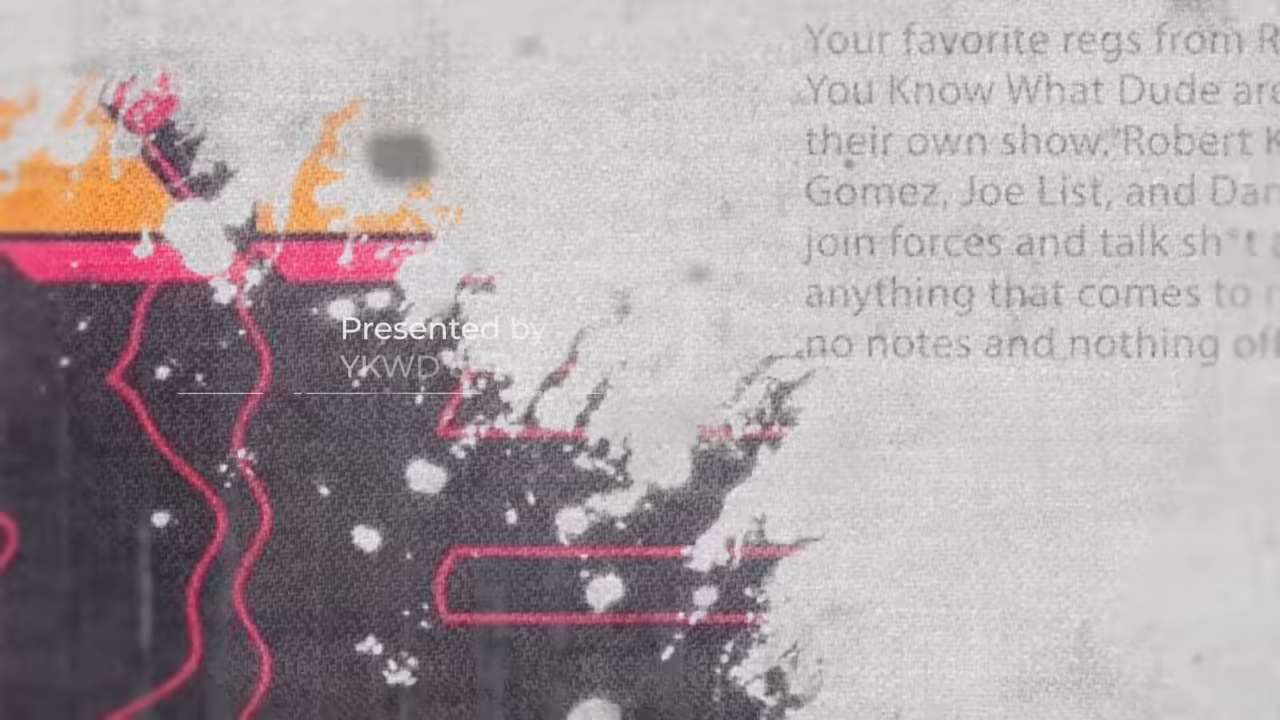 Your favorite regs from
You Know What Dude are
their own show. Robert
Gomez, Joe List, and
join forces and talk sh*t
anything that comes to
no notes and nothing
Presented by
YKWD